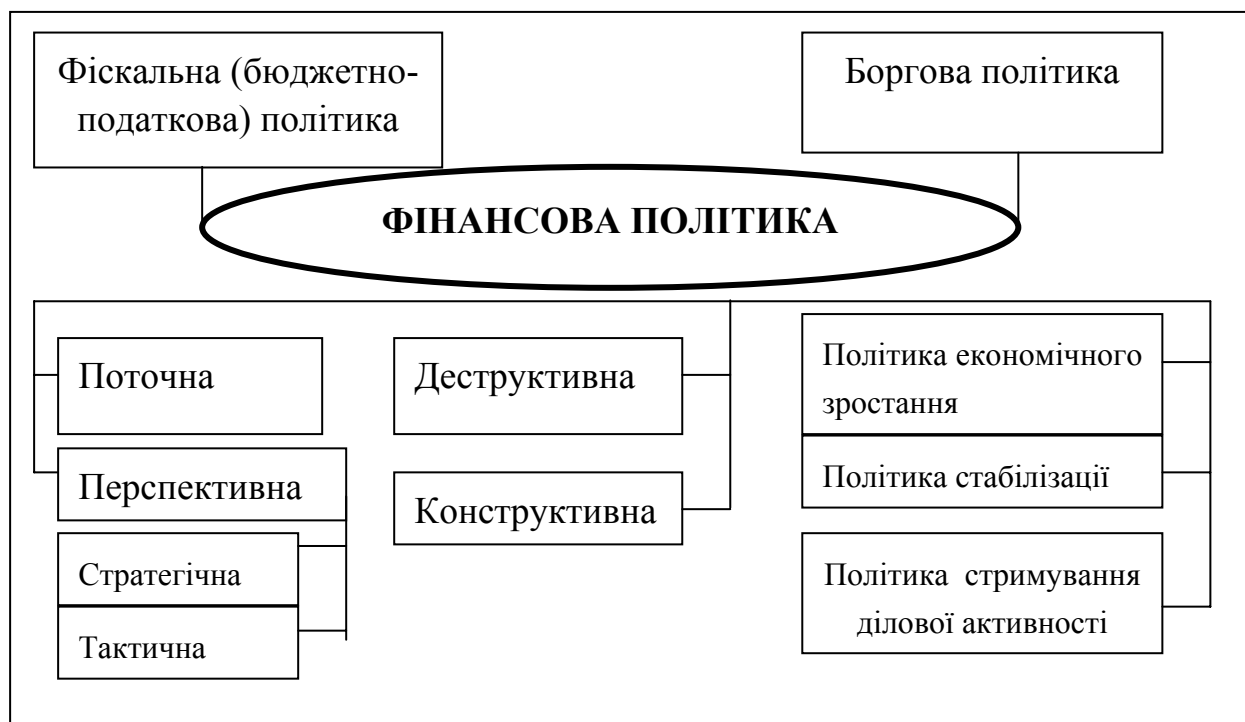 Фіскальна (бюджетно-
податкова) політика
Боргова політика
ФІНАНСОВА ПОЛІТИКА
Поточна
Перспективна
Стратегічна
Тактична
Деструктивна
Конструктивна
Політика економічного
зростання
Політика стабілізації
Політика стримування
ділової активності